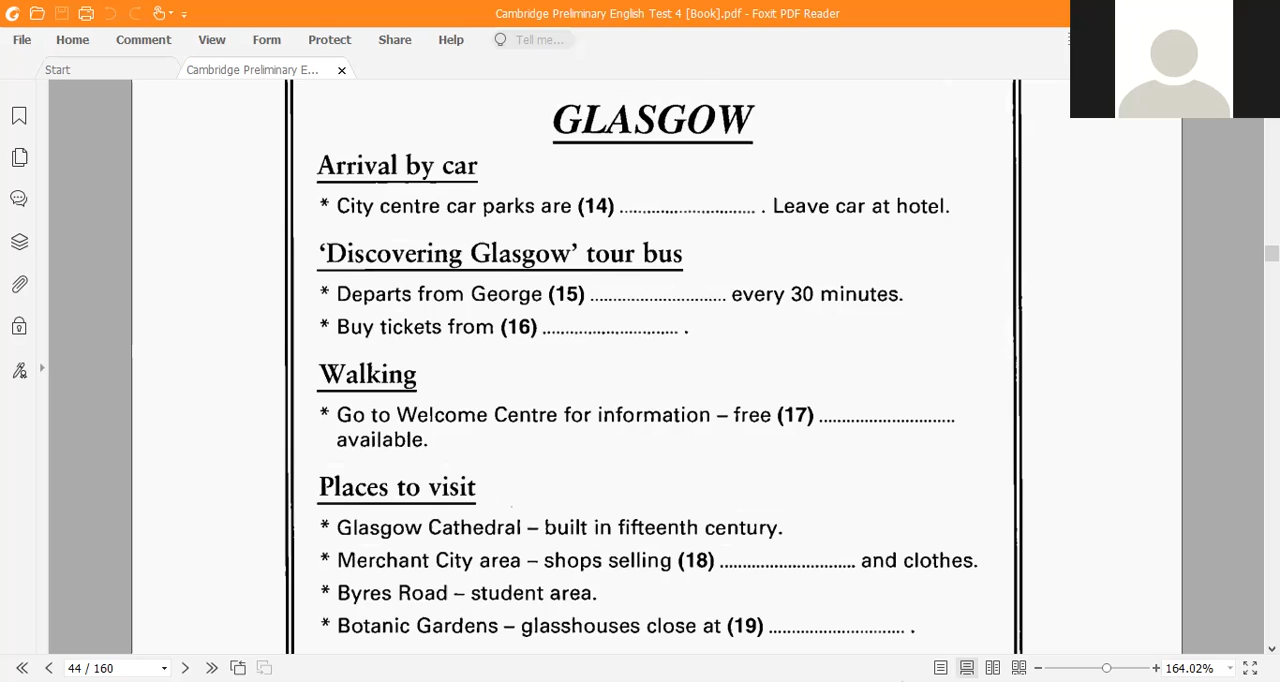 Cambridge Preliminary English Test 4 [Book].pdf - Foxit PDF Reader
File Home Comment View Form Protect Share Help Tell me...
Start Cambridge Preliminary E...
GLASGOW
Arrival by car
* City centre car parks are (14) ............................. . Leave car at hotel.
‘Discovering Glasgow’ tour bus
* Departs from George (15) ............................. every 30 minutes.
* Buy tickets from (16) ............................. .
Walking
* Go to Welcome Centre for information – free (17) .............................
available.
Places to visit
* Glasgow Cathedral – built in fifteenth century.
* Merchant City area – shops selling (18) ............................. and clothes.
* Byres Road – student area.
* Botanic Gardens – glasshouses close at (19) ............................. .
44 / 160 164.02%